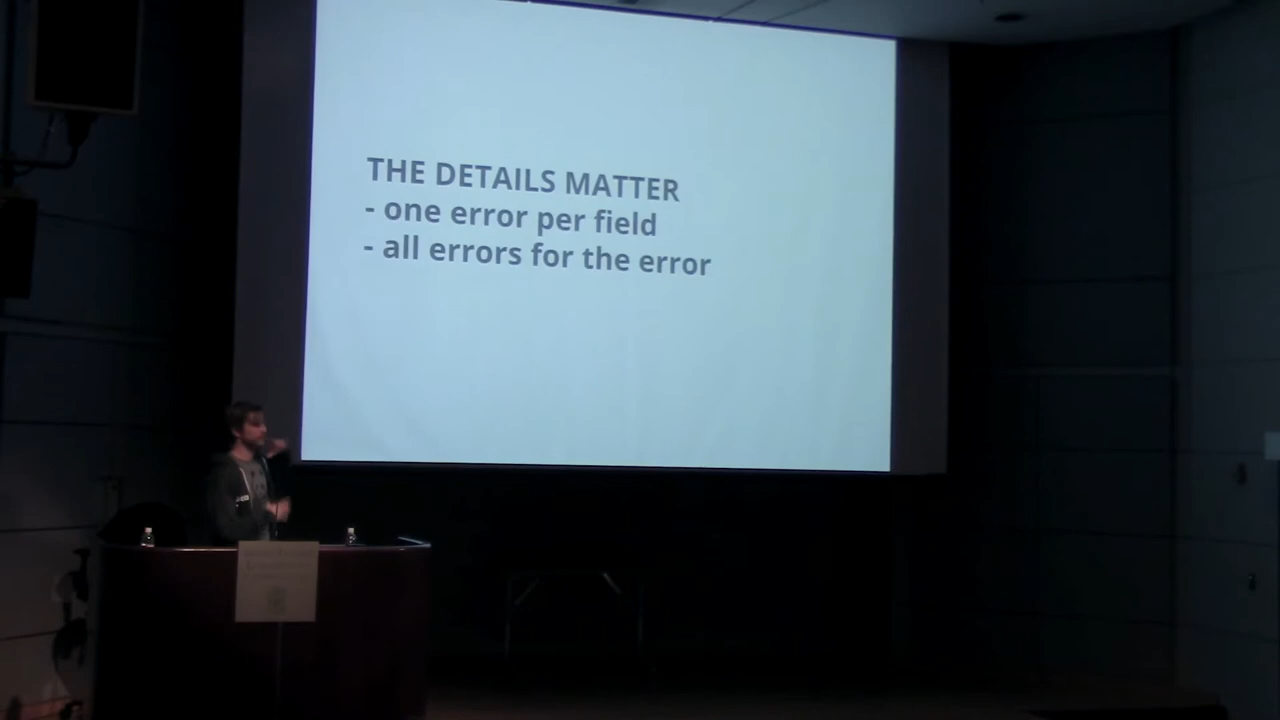 THE DETAILS MATTER
- one error per field
- all errors for the error